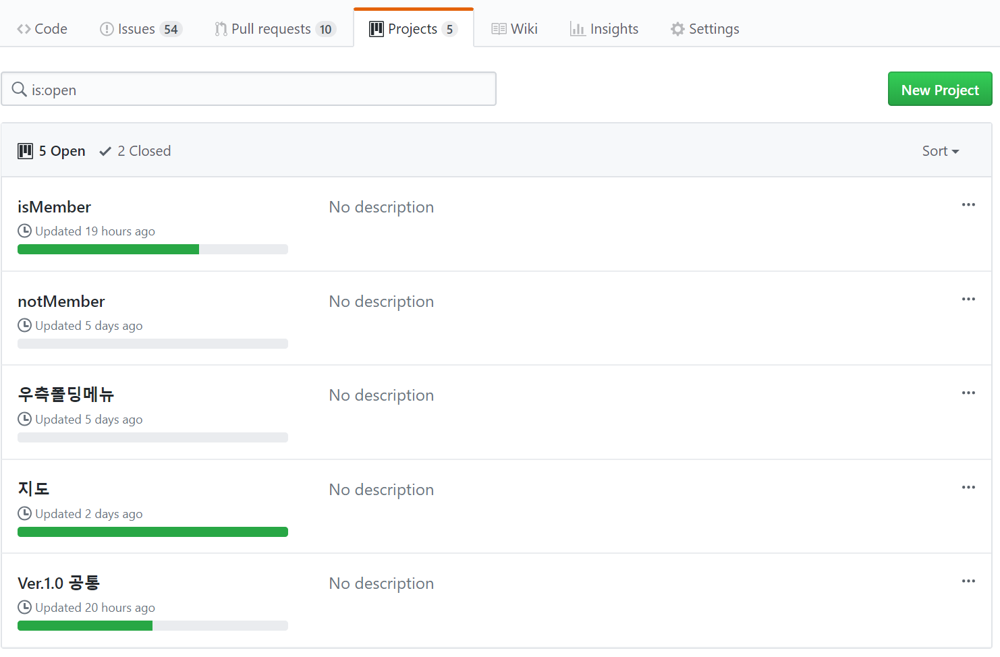 Code Issues 54 Pull requests 10 Projects 5 Wiki Insights Settings
is:open New Project
5 Open 2 Closed Sort
isMember No description
Updated 19 hours ago
notMember No description
Updated 5 days ago
우측폴딩메뉴 No description
Updated 5 days ago
지도 No description
Updated 2 days ago
Ver.1.0 공통 No description
Updated 20 hours ago